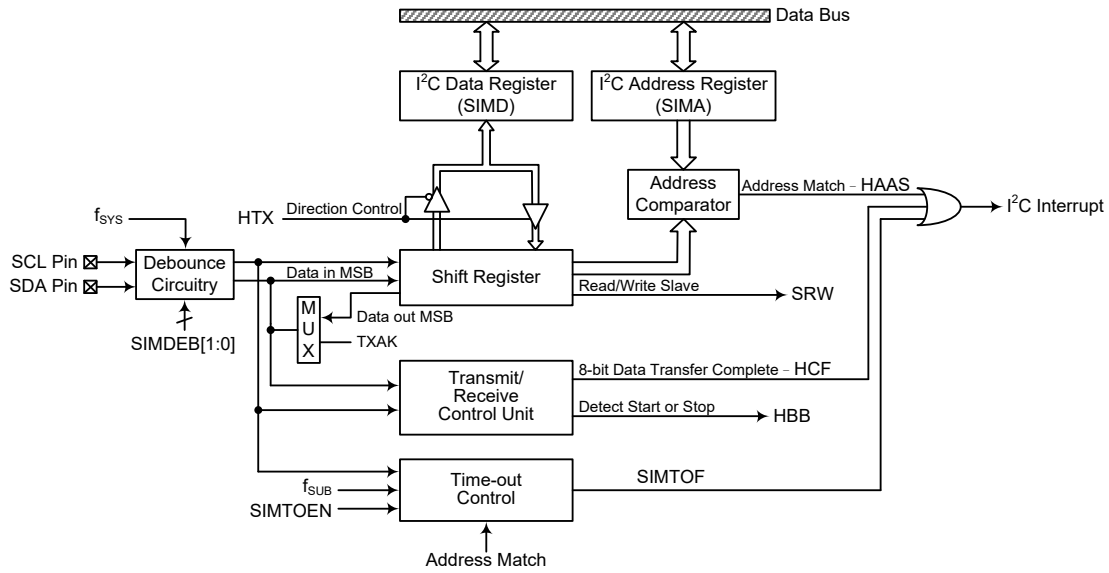 Data Bus
I²C Data Register
(SIMD)
I²C Address Register
(SIMA)
Address
Comparator
Address Match - HAAS
I²C Interrupt
HTX
Direction Control
fSYS
SCL Pin
SDA Pin
Debounce
Circuitry
SIMDEB[1:0]
Data in MSB
Shift Register
Read/Write Slave
SRW
M
U
X
Data out MSB
TXAK
Transmit/
Receive
Control Unit
8-bit Data Transfer Complete - HCF
Detect Start or Stop
HBB
Time-out
Control
fSUB
SIMTOEN
SIMTOF
Address Match